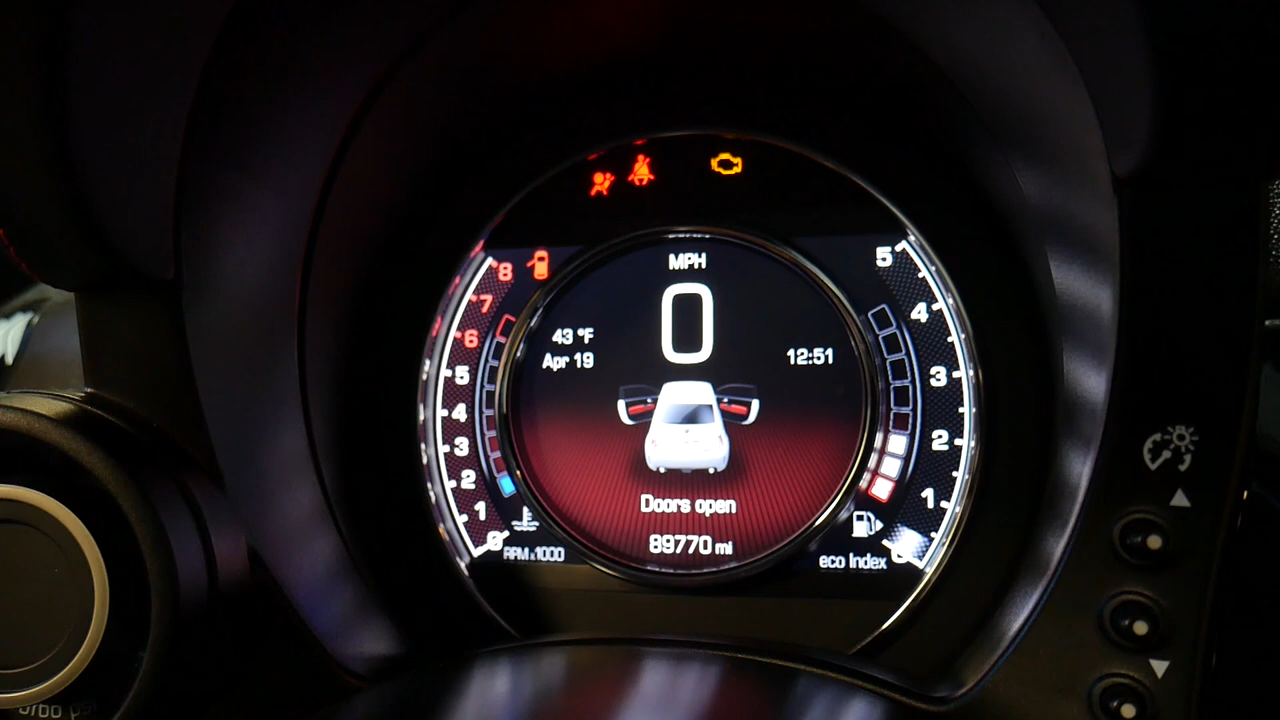 MPH
0
43 °F
Apr 19
12:51
Doors open
89770 mi
8
7
6
5
4
3
2
1
0
RPM x1000
5
4
3
2
1
eco Index
psi